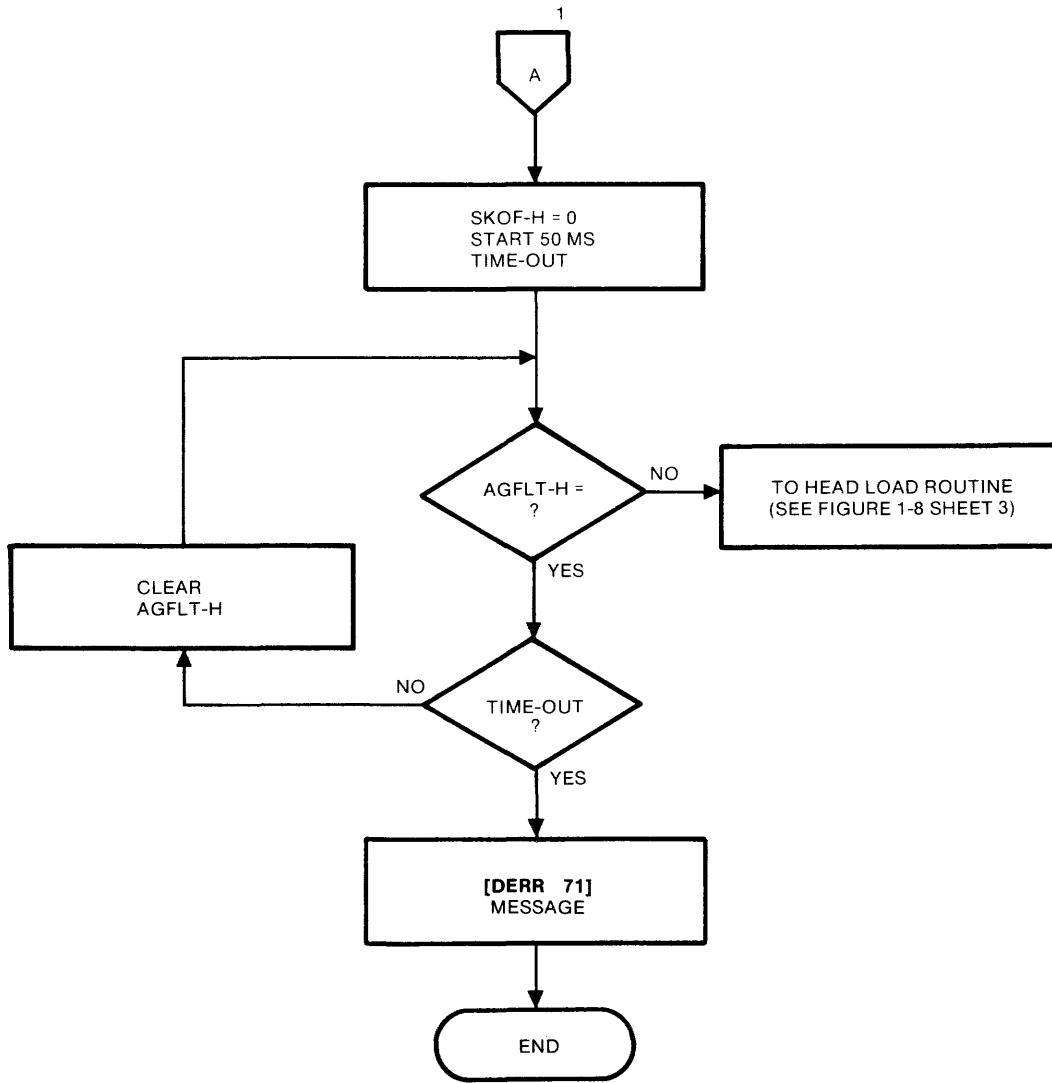 1
A
SKOF-H = 0
START 50 MS
TIME-OUT
AGFLT-H =
?
NO
TO HEAD LOAD ROUTINE
(SEE FIGURE 1-8 SHEET 3)
YES
CLEAR
AGFLT-H
NO
TIME-OUT
?
YES
[DERR 71]
MESSAGE
END